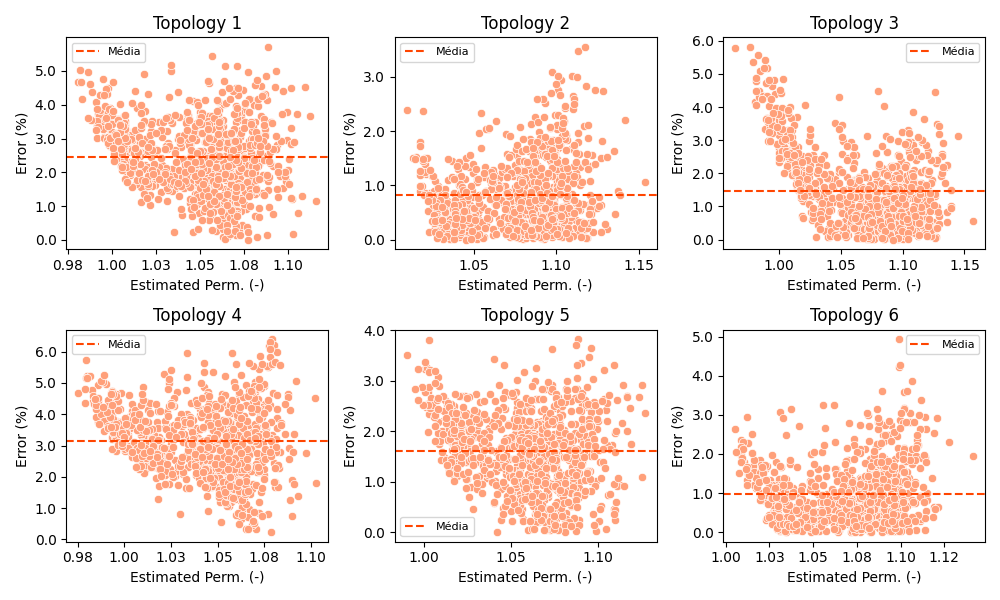 Topology 1
Error (%)
5.0
4.0
3.0
2.0
1.0
0.0
Média
0.98 1.00 1.03 1.05 1.08 1.10
Estimated Perm. (-)
Topology 2
Error (%)
3.0
2.0
1.0
0.0
Média
1.05 1.10 1.15
Estimated Perm. (-)
Topology 3
Error (%)
6.0
5.0
4.0
3.0
2.0
1.0
0.0
Média
1.00 1.05 1.10 1.15
Estimated Perm. (-)
Topology 4
Error (%)
6.0
5.0
4.0
3.0
2.0
1.0
0.0
Média
0.98 1.00 1.03 1.05 1.08 1.10
Estimated Perm. (-)
Topology 5
Error (%)
4.0
3.0
2.0
1.0
0.0
Média
1.00 1.05 1.10
Estimated Perm. (-)
Topology 6
Error (%)
5.0
4.0
3.0
2.0
1.0
0.0
Média
1.00 1.03 1.05 1.08 1.10 1.12
Estimated Perm. (-)